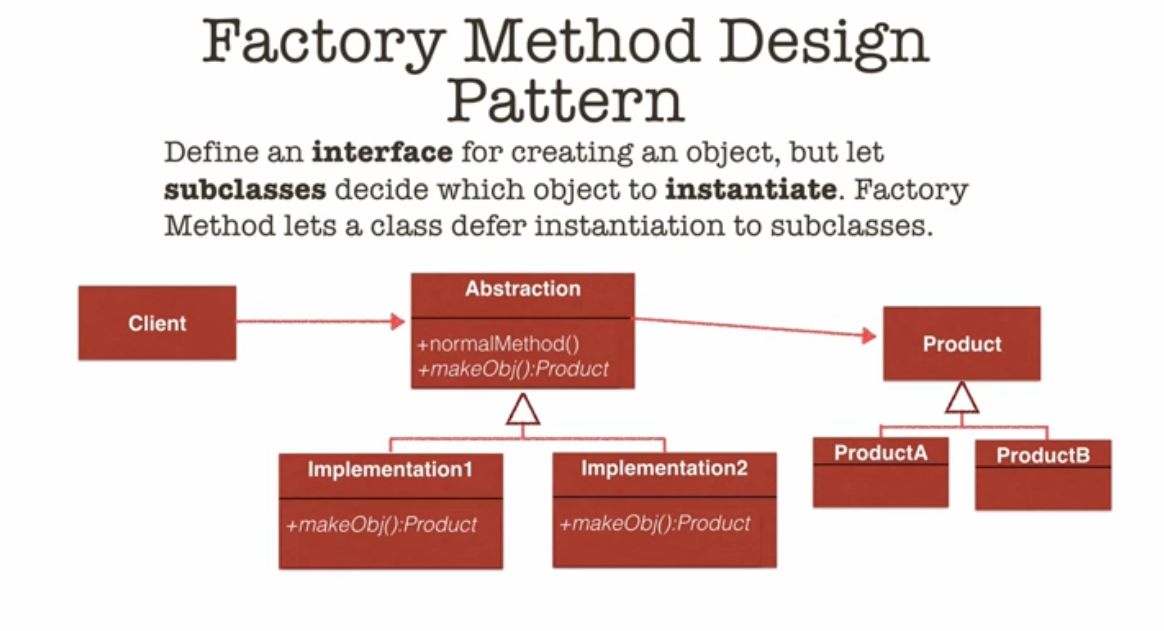 Factory Method Design
Pattern
Define an interface for creating an object, but let
subclasses decide which object to instantiate. Factory
Method lets a class defer instantiation to subclasses.
Client
Abstraction
+normalMethod()
+makeObj():Product
Product
Implementation1
+makeObj():Product
Implementation2
+makeObj():Product
ProductA
ProductB